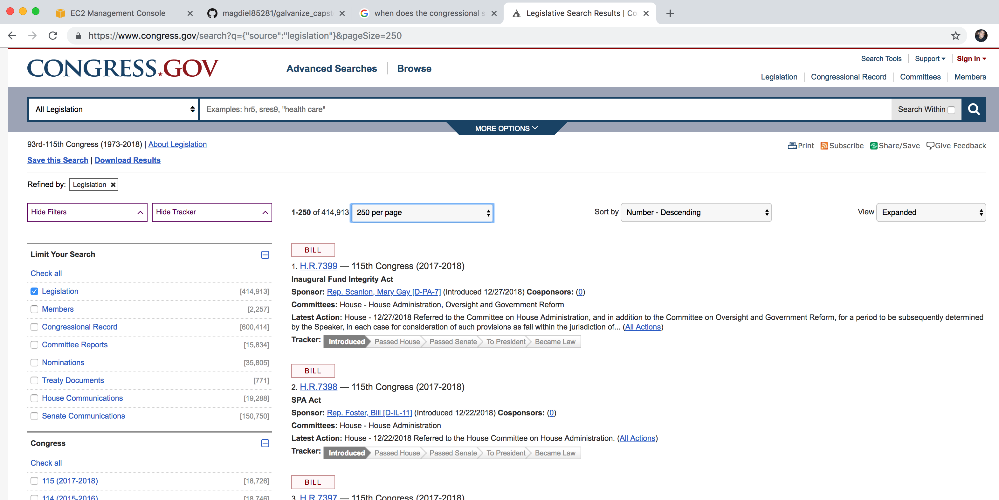 EC2 Management Console
magdiel85281/galvanize_capst
when does the congressional s
Legislative Search Results | Co
https://www.congress.gov/search?q={"source":"legislation"}&pageSize=250
CONGRESS.GOV
Advanced Searches
Browse
Search Tools
Support
Sign In
Legislation
Congressional Record
Committees
Members
All Legislation
Examples: hr5, sres9, "health care"
Search Within
MORE OPTIONS
93rd-115th Congress (1973-2018) | About Legislation
Print
Subscribe
Share/Save
Give Feedback
Save this Search | Download Results
Refined by: Legislation
Hide Filters
Hide Tracker
1-250 of 414,913
250 per page
Sort by Number - Descending
View Expanded
Limit Your Search
Check all
Legislation [414,913]
Members [2,257]
Congressional Record [600,414]
Committee Reports [15,834]
Nominations [35,805]
Treaty Documents [771]
House Communications [19,288]
Senate Communications [150,750]
Congress
Check all
115 (2017-2018) [18,726]
114 (2015-2016) [18,746]
BILL
1. H.R.7399 — 115th Congress (2017-2018)
Inaugural Fund Integrity Act
Sponsor: Rep. Scanlon, Mary Gay [D-PA-7] (Introduced 12/27/2018) Cosponsors: (0)
Committees: House - House Administration, Oversight and Government Reform
Latest Action: House - 12/27/2018 Referred to the Committee on House Administration, and in addition to the Committee on Oversight and Government Reform, for a period to be subsequently determined
by the Speaker, in each case for consideration of such provisions as fall within the jurisdiction of... (All Actions)
Tracker: Introduced Passed House Passed Senate To President Became Law
BILL
2. H.R.7398 — 115th Congress (2017-2018)
SPA Act
Sponsor: Rep. Foster, Bill [D-IL-11] (Introduced 12/22/2018) Cosponsors: (0)
Committees: House - House Administration
Latest Action: House - 12/22/2018 Referred to the House Committee on House Administration. (All Actions)
Tracker: Introduced Passed House Passed Senate To President Became Law
BILL
3. H.R.7397 — 115th Congress (2017-2018)